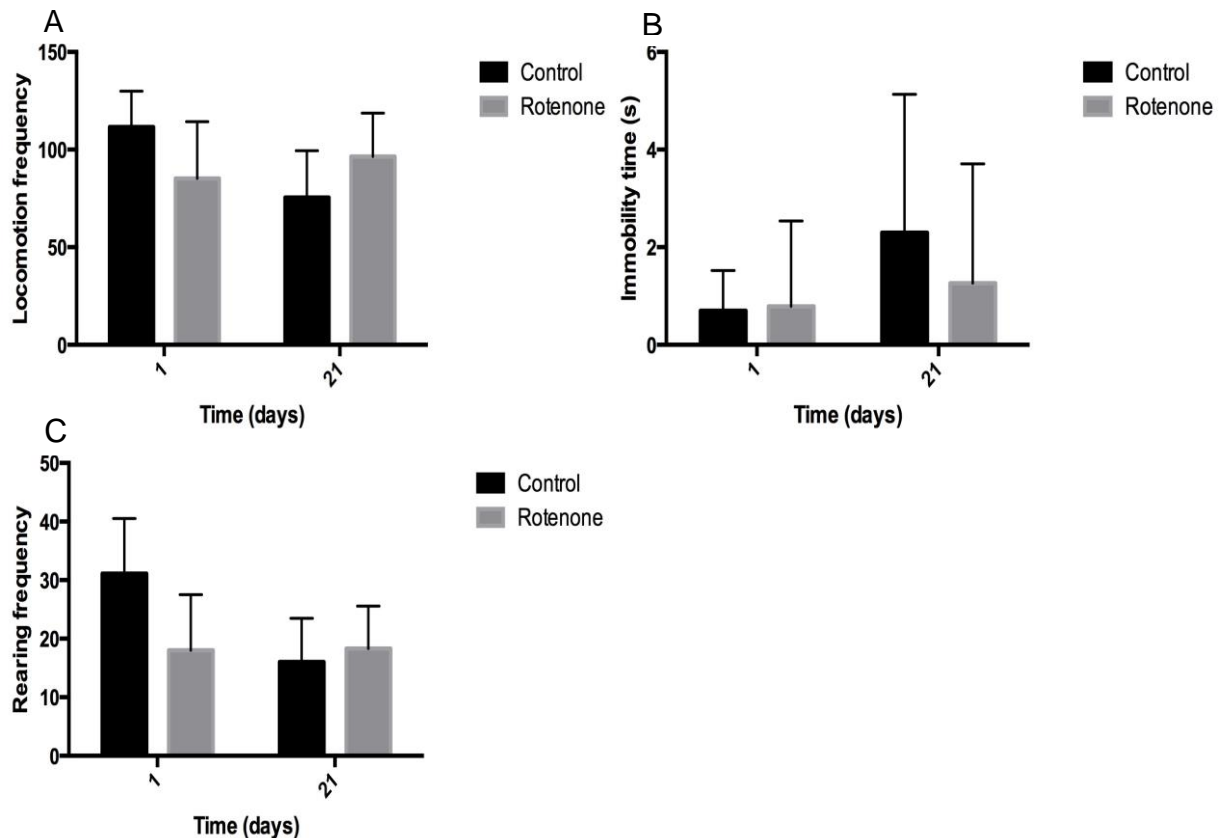 A
150
100
50
0
Locomotion frequency
1
21
Time (days)
Control
Rotenone
B
6
4
2
0
Immobility time (s)
1
21
Time (days)
Control
Rotenone
C
50
40
30
20
10
0
Rearing frequency
1
21
Time (days)
Control
Rotenone